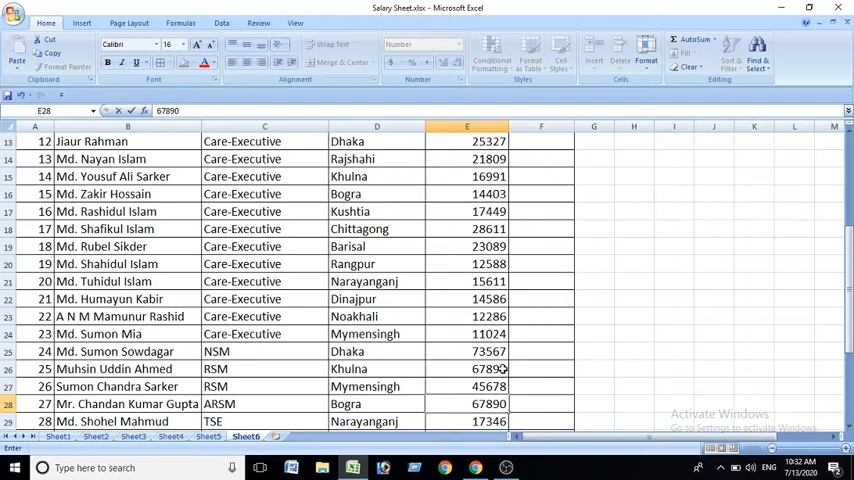 Salary Sheet.xlsx - Microsoft Excel
Home Insert Page Layout Formulas Data Review View
Paste Cut Copy Format Painter Clipboard
Calibri 16 A A B I U A Font
Wrap Text Merge & Center Alignment
Number $ % , Number
Conditional Formatting Format as Table Cell Styles Styles
Insert Delete Format Cells
Σ AutoSum Fill Clear Sort & Filter Find & Select Editing
E28 fx 67890
A B C D E F G H I J K L M
13 12 Jiaur Rahman Care-Executive Dhaka 25327
14 13 Md. Nayan Islam Care-Executive Rajshahi 21809
15 14 Md. Yousuf Ali Sarker Care-Executive Khulna 16991
16 15 Md. Zakir Hossain Care-Executive Bogra 14403
17 16 Md. Rashidul Islam Care-Executive Kushtia 17449
18 17 Md. Shafikul Islam Care-Executive Chittagong 28611
19 18 Md. Rubel Sikder Care-Executive Barisal 23089
20 19 Md. Shahidul Islam Care-Executive Rangpur 12588
21 20 Md. Tuhidul Islam Care-Executive Narayanganj 15611
22 21 Md. Humayun Kabir Care-Executive Dinajpur 14586
23 22 A N M Mamunur Rashid Care-Executive Noakhali 12286
24 23 Md. Sumon Mia Care-Executive Mymensingh 11024
25 24 Md. Sumon Sowdagar NSM Dhaka 73567
26 25 Muhsin Uddin Ahmed RSM Khulna
27 26 Sumon Chandra Sarker RSM Mymensingh 45678
28 27 Mr. Chandan Kumar Gupta ARSM Bogra 67890
29 28 Md. Shohel Mahmud TSE Narayanganj 17346
Activate Windows
Go to Settings to activate Windows.
Sheet1 Sheet2 Sheet3 Sheet4 Sheet5 Sheet6
Enter 100%
Type here to search
ENG 10:32 AM 7/13/2020 2